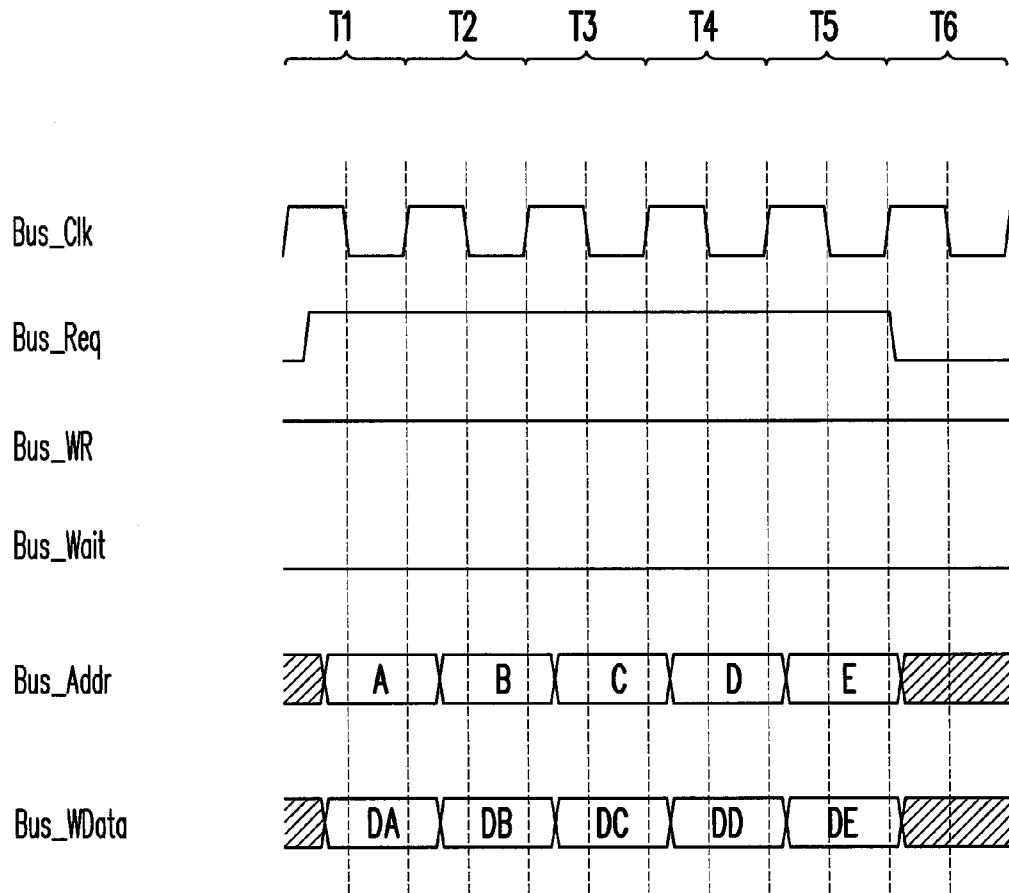 T1 T2 T3 T4 T5 T6
Bus_Clk
Bus_Req
Bus_WR
Bus_Wait
Bus_Addr A B C D E
Bus_WData DA DB DC DD DE